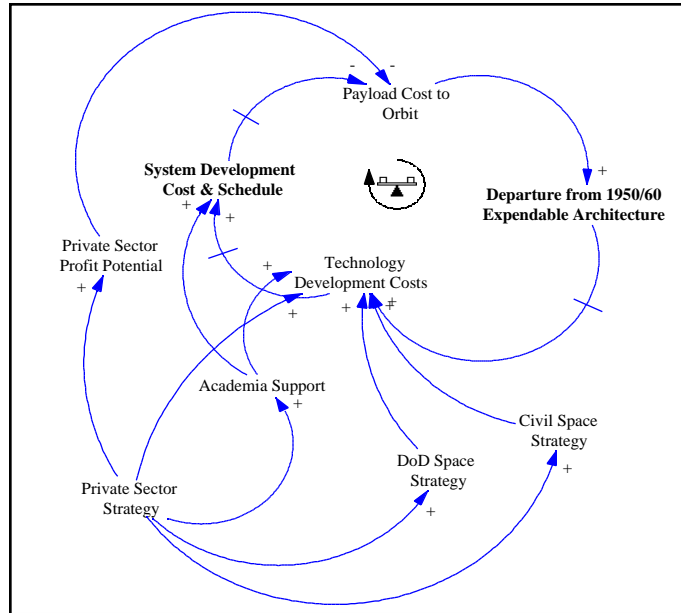 - -
Payload Cost to
Orbit
System Development
Cost & Schedule
+
Departure from 1950/60
Expendable Architecture
+ +
Private Sector
Profit Potential
+
Technology
Development Costs
+
+ + + +
Academia Support
+
Civil Space
Strategy
+
DoD Space
Strategy
+
Private Sector
Strategy